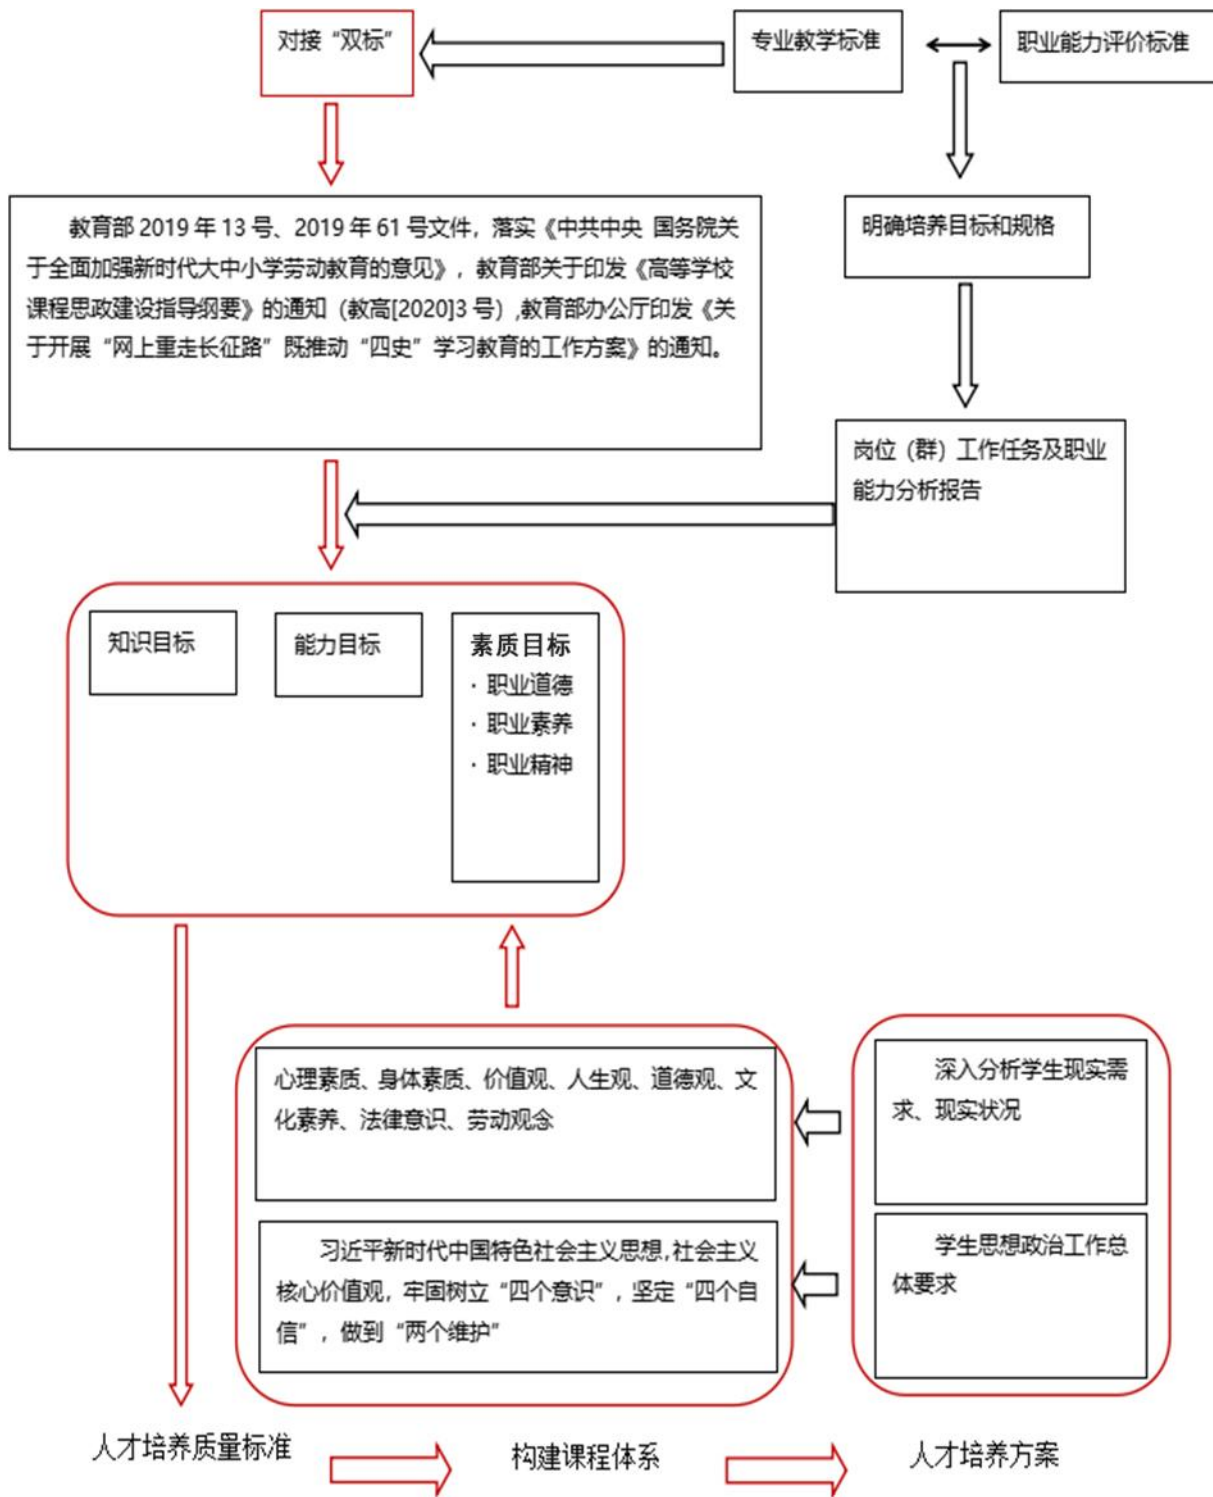 对接“双标”
专业教学标准
职业能力评价标准
教育部 2019 年 13 号、2019 年 61 号文件，落实《中共中央 国务院关
于全面加强新时代大中小学劳动教育的意见》，教育部关于印发《高等学校
课程思政建设指导纲要》的通知（教高[2020]3 号）,教育部办公厅印发《关
于开展“网上重走长征路”既推动“四史”学习教育的工作方案》的通知。
明确培养目标和规格
岗位（群）工作任务及职业
能力分析报告
知识目标
能力目标
素质目标
· 职业道德
· 职业素养
· 职业精神
心理素质、身体素质、价值观、人生观、道德观、文
化素养、法律意识、劳动观念
深入分析学生现实需
求、现实状况
习近平新时代中国特色社会主义思想,社会主义
核心价值观，牢固树立“四个意识”，坚定“四个自
信”，做到“两个维护”
学生思想政治工作总
体要求
人才培养质量标准
构建课程体系
人才培养方案